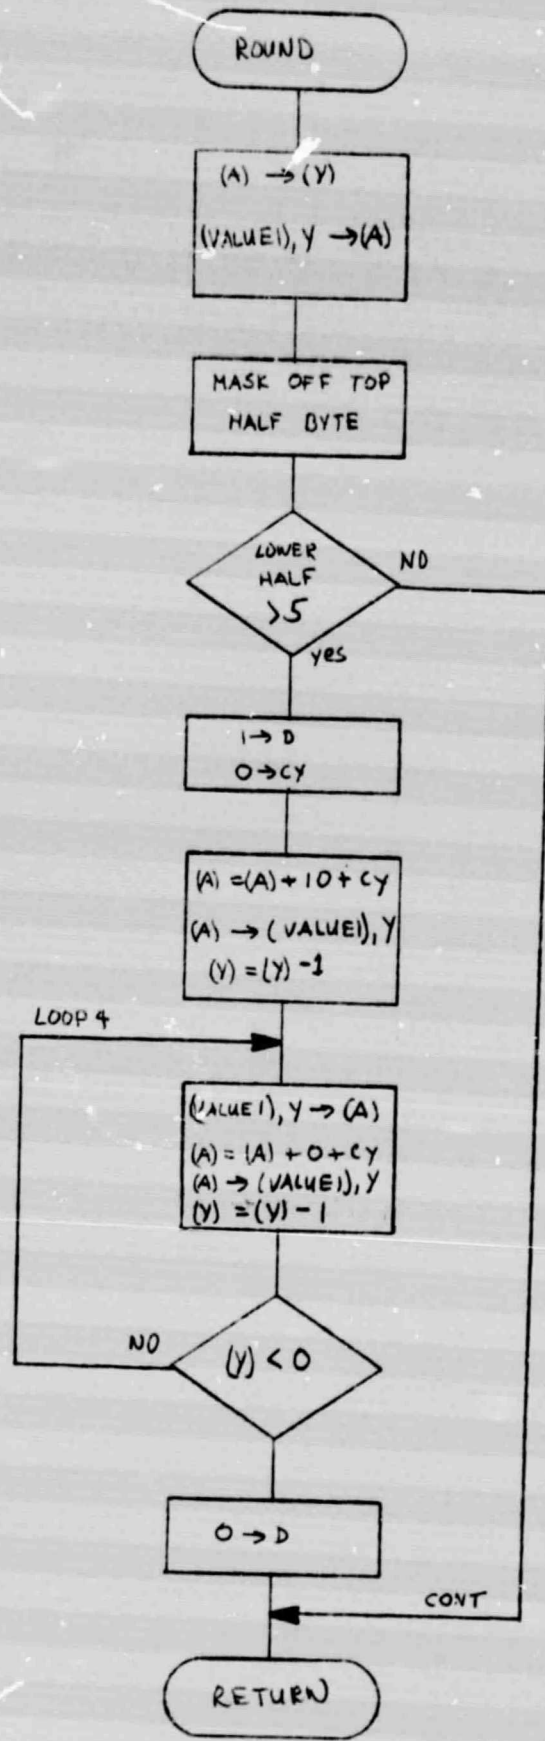 ROUND
(A) → (Y)
(VALUE1), Y → (A)
MASK OFF TOP
HALF BYTE
LOWER
HALF
>5
NO
yes
1 → D
0 → CY
(A) = (A) + 10 + CY
(A) → (VALUE1), Y
(Y) = (Y) - 1
LOOP 4
(VALUE1), Y → (A)
(A) = (A) + 0 + CY
(A) → (VALUE1), Y
(Y) = (Y) - 1
NO
(Y) < 0
0 → D
CONT
RETURN